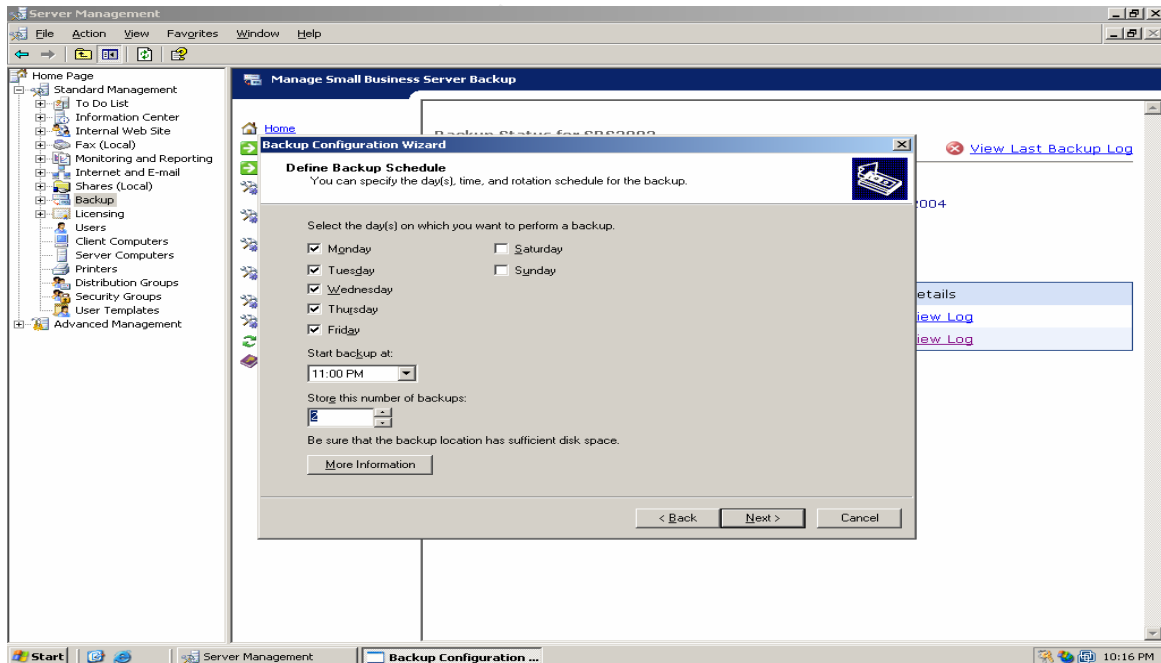 Server Management
File Action View Favorites Window Help
Home Page
Standard Management
To Do List
Information Center
Internal Web Site
Fax (Local)
Monitoring and Reporting
Internet and E-mail
Shares (Local)
Backup
Licensing
Users
Client Computers
Server Computers
Printers
Distribution Groups
Security Groups
User Templates
Advanced Management
Manage Small Business Server Backup
Home
Backup Status for SBS2003
View Last Backup Log
2004
etails
iew Log
iew Log
Backup Configuration Wizard
Define Backup Schedule
You can specify the day(s), time, and rotation schedule for the backup.
Select the day(s) on which you want to perform a backup.
Monday
Saturday
Tuesday
Sunday
Wednesday
Thursday
Friday
Start backup at:
11:00 PM
Store this number of backups:
2
Be sure that the backup location has sufficient disk space.
More Information
< Back Next > Cancel
Start Server Management Backup Configuration ... 10:16 PM